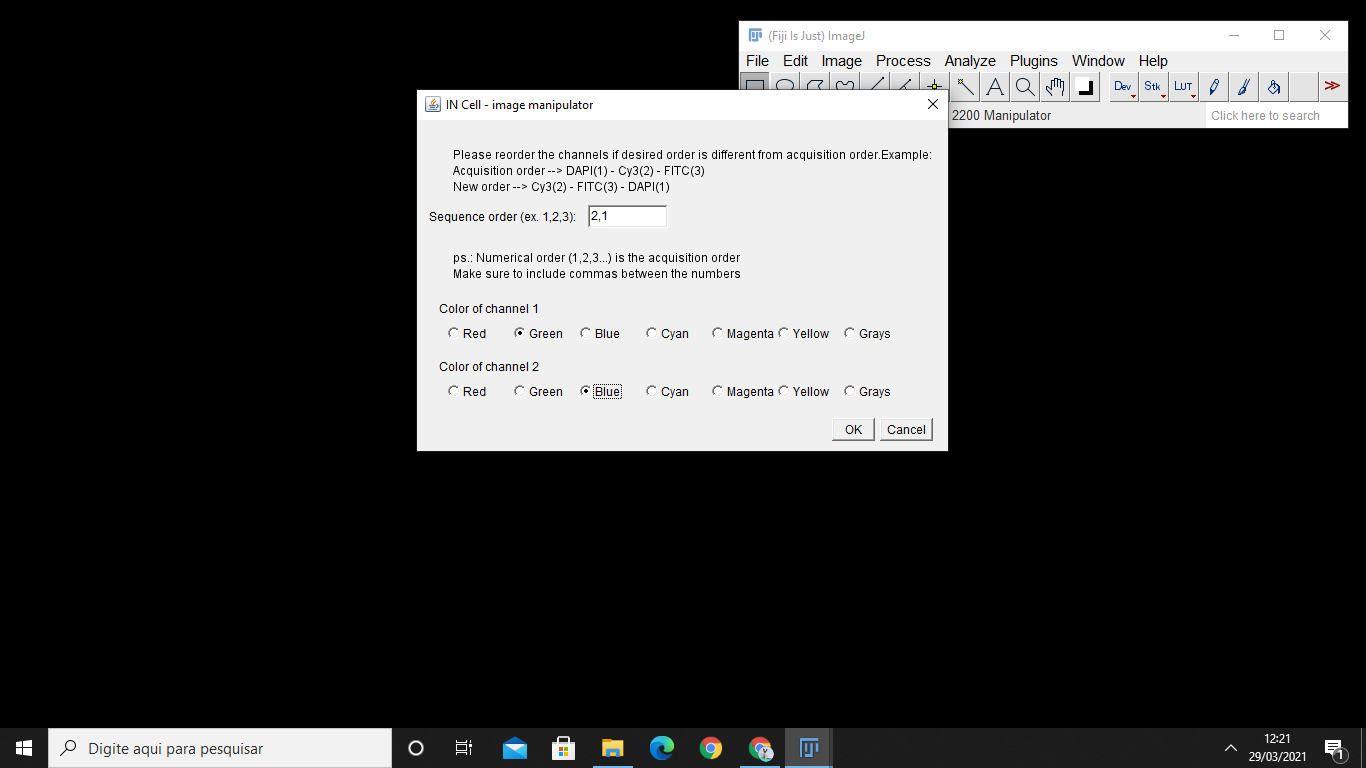 (Fiji Is Just) ImageJ
File Edit Image Process Analyze Plugins Window Help
Dev Stk LUT
2200 Manipulator
Click here to search
IN Cell - image manipulator
Please reorder the channels if desired order is different from acquisition order.Example:
Acquisition order --> DAPI(1) - Cy3(2) - FITC(3)
New order --> Cy3(2) - FITC(3) - DAPI(1)
Sequence order (ex. 1,2,3): 2,1
ps.: Numerical order (1,2,3...) is the acquisition order
Make sure to include commas between the numbers
Color of channel 1
Red Green Blue Cyan Magenta Yellow Grays
Color of channel 2
Red Green Blue Cyan Magenta Yellow Grays
OK Cancel
Digite aqui para pesquisar
12:21
29/03/2021
1